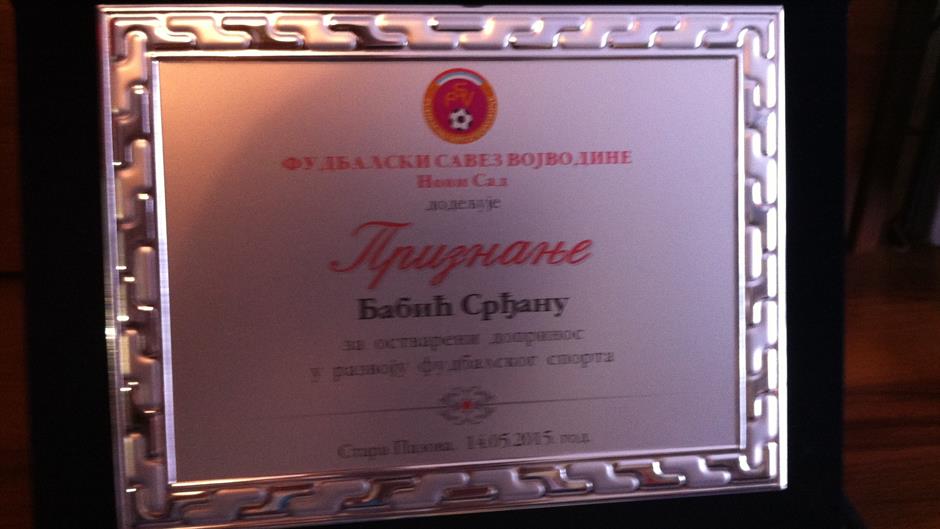 ФСВ
ФУДБАЛСКИ САВЕЗ ВОЈВОДИНЕ
Нови Сад
додељује
Признање
Бабић Срђану
за остварени допринос
у развоју фудбалског спорта
Стара Пазова, 14.05.2015. год.